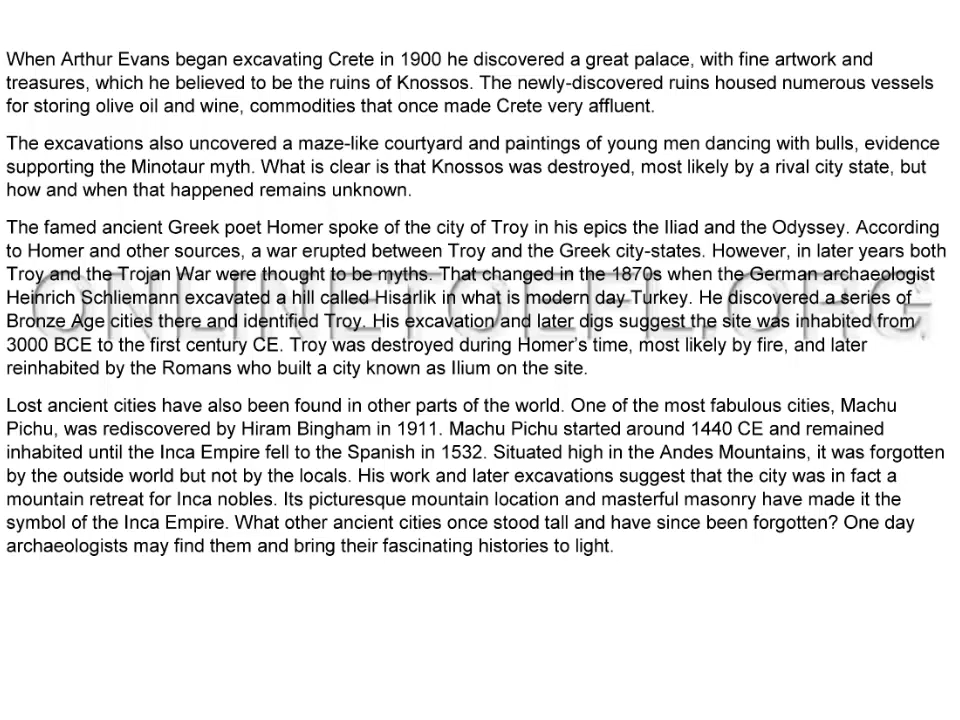 When Arthur Evans began excavating Crete in 1900 he discovered a great palace, with fine artwork and
treasures, which he believed to be the ruins of Knossos. The newly-discovered ruins housed numerous vessels
for storing olive oil and wine, commodities that once made Crete very affluent.
The excavations also uncovered a maze-like courtyard and paintings of young men dancing with bulls, evidence
supporting the Minotaur myth. What is clear is that Knossos was destroyed, most likely by a rival city state, but
how and when that happened remains unknown.
The famed ancient Greek poet Homer spoke of the city of Troy in his epics the Iliad and the Odyssey. According
to Homer and other sources, a war erupted between Troy and the Greek city-states. However, in later years both
Troy and the Trojan War were thought to be myths. That changed in the 1870s when the German archaeologist
Heinrich Schliemann excavated a hill called Hisarlik in what is modern day Turkey. He discovered a series of
Bronze Age cities there and identified Troy. His excavation and later digs suggest the site was inhabited from
ONLINETOEFL.ORG
3000 BCE to the first century CE. Troy was destroyed during Homer's time, most likely by fire, and later
reinhabited by the Romans who built a city known as Ilium on the site.
Lost ancient cities have also been found in other parts of the world. One of the most fabulous cities, Machu
Pichu, was rediscovered by Hiram Bingham in 1911. Machu Pichu started around 1440 CE and remained
inhabited until the Inca Empire fell to the Spanish in 1532. Situated high in the Andes Mountains, it was forgotten
by the outside world but not by the locals. His work and later excavations suggest that the city was in fact a
mountain retreat for Inca nobles. Its picturesque mountain location and masterful masonry have made it the
symbol of the Inca Empire. What other ancient cities once stood tall and have since been forgotten? One day
archaeologists may find them and bring their fascinating histories to light.